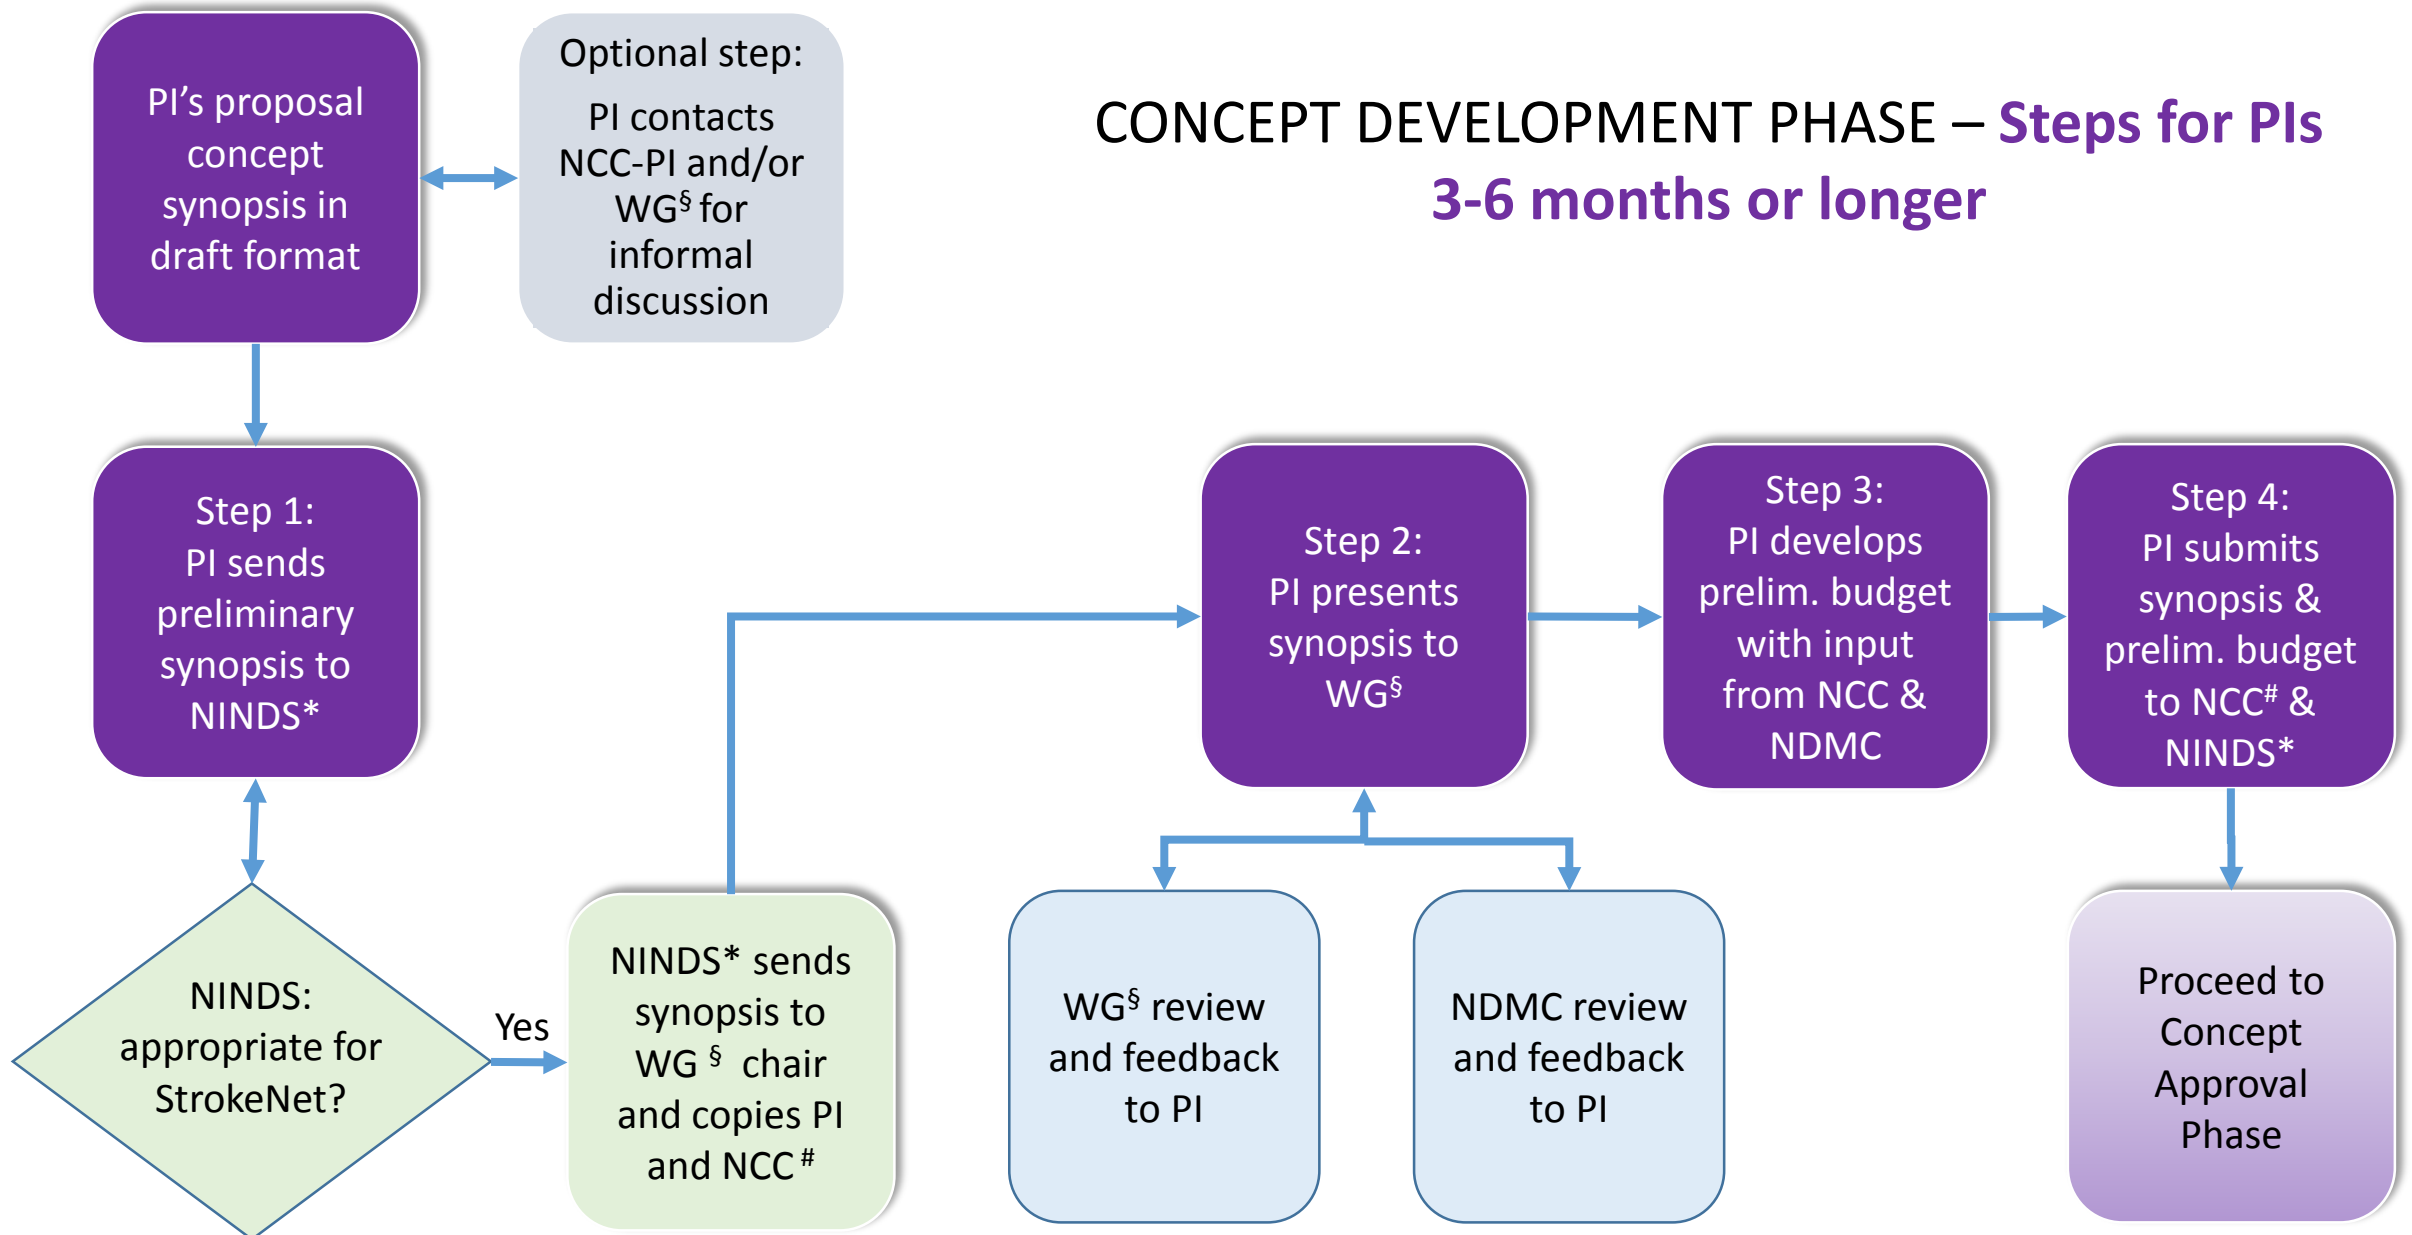 PI’s proposal
concept
synopsis in
draft format
Optional step:
PI contacts
NCC-PI and/or
WG§ for
informal
discussion
CONCEPT DEVELOPMENT PHASE – Steps for PIs
3-6 months or longer
Step 1:
PI sends
preliminary
synopsis to
NINDS*
NINDS:
appropriate for
StrokeNet?
Yes
NINDS* sends
synopsis to
WG § chair
and copies PI
and NCC #
Step 2:
PI presents
synopsis to
WG§
WG§ review
and feedback
to PI
NDMC review
and feedback
to PI
Step 3:
PI develops
prelim. budget
with input
from NCC &
NDMC
Step 4:
PI submits
synopsis &
prelim. budget
to NCC# &
NINDS*
Proceed to
Concept
Approval
Phase